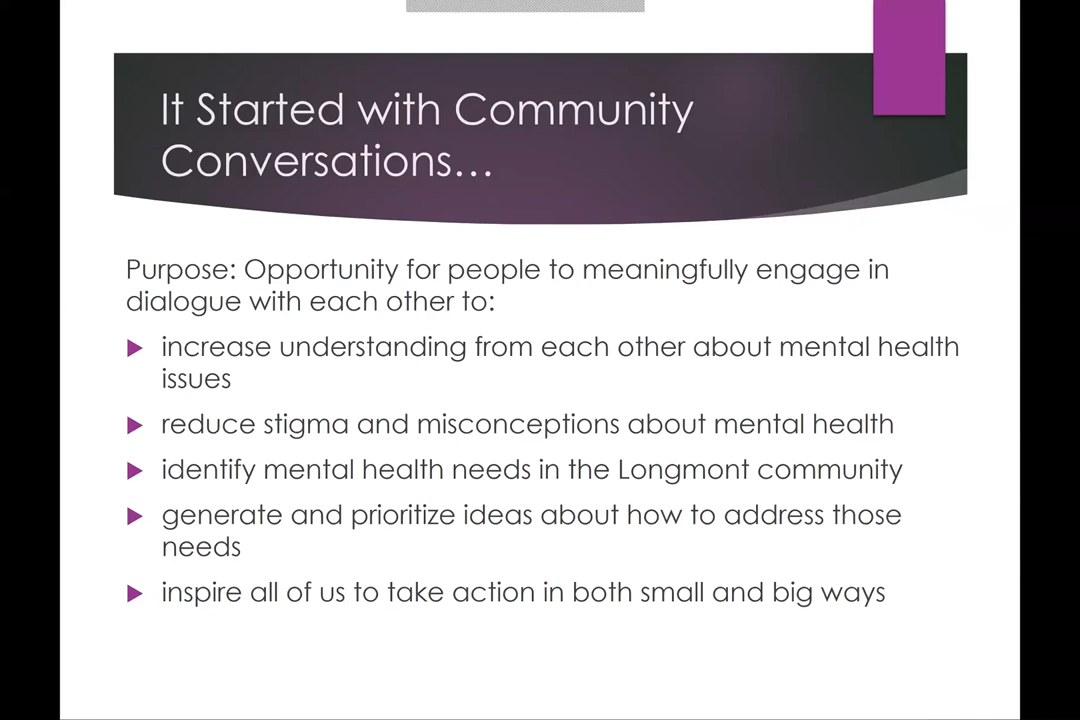 It Started with Community
Conversations…
Purpose: Opportunity for people to meaningfully engage in
dialogue with each other to:
increase understanding from each other about mental health
issues
reduce stigma and misconceptions about mental health
identify mental health needs in the Longmont community
generate and prioritize ideas about how to address those
needs
inspire all of us to take action in both small and big ways